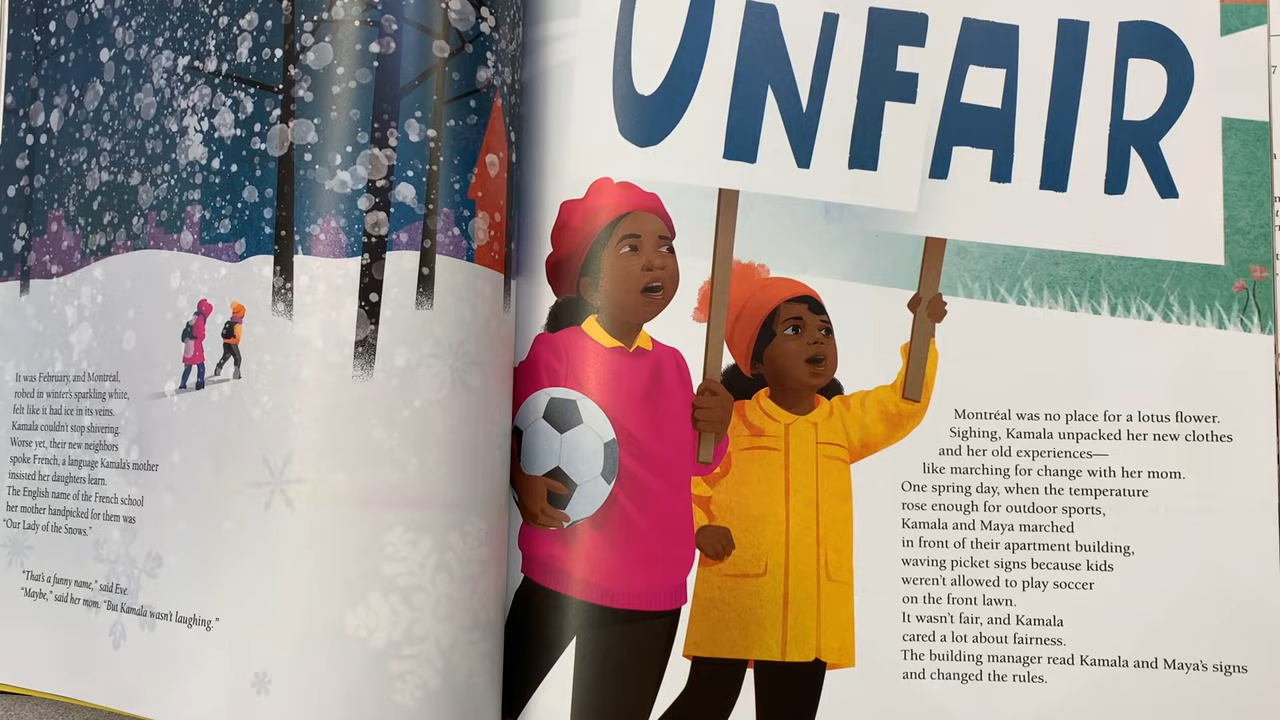 It was February, and Montréal,
robed in winter's sparkling white,
felt like it had ice in its veins.
Kamala couldn't stop shivering.
Worse yet, their new neighbors
spoke French, a language Kamala's mother
insisted her daughters learn.
The English name of the French school
her mother handpicked for them was
"Our Lady of the Snows."
"That's a funny name," said Eve.
"Maybe," said her mom. "But Kamala wasn't laughing."
UNFAIR
Montréal was no place for a lotus flower.
Sighing, Kamala unpacked her new clothes
and her old experiences—
like marching for change with her mom.
One spring day, when the temperature
rose enough for outdoor sports,
Kamala and Maya marched
in front of their apartment building,
waving picket signs because kids
weren't allowed to play soccer
on the front lawn.
It wasn't fair, and Kamala
cared a lot about fairness.
The building manager read Kamala and Maya's signs
and changed the rules.